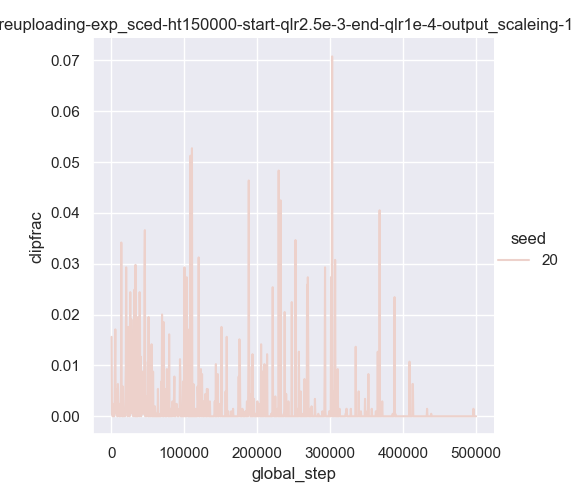 reuploading-exp_sced-ht150000-start-qlr2.5e-3-end-qlr1e-4-output_scaleing-1
0.07
0.06
0.05
0.04
0.03
0.02
0.01
0.00
clipfrac
seed
20
0 100000 200000 300000 400000 500000
global_step